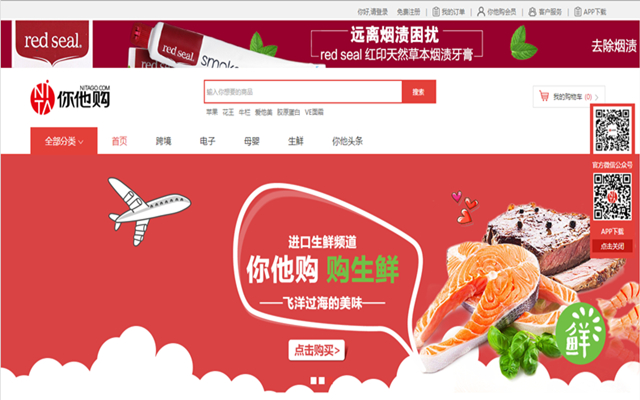 你好,请登录 免费注册 我的订单 你他购会员 客户服务 APP下载
red seal
red seal
smok
远离烟渍困扰
red seal 红印天然草本烟渍牙膏
去除烟渍
NITA
NITAGO.COM
你他购
输入你想要的商品
搜索
我的购物车 (0) >
苹果 花王 牛栏 爱他美 胶原蛋白 VE面霜
全部分类 首页 跨境 电子 母婴 生鲜 你他头条
官方微信公众号
APP下载
点击关闭
进口生鲜频道
你他购 购生鲜
——飞洋过海的美味——
点击购买>
鲜